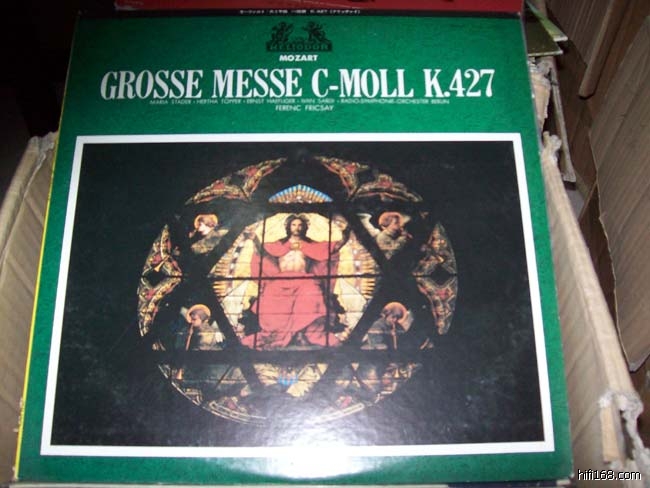 HELIODOR
MOZART
GROSSE MESSE C-MOLL K.427
MARIA STADER · HERTHA TÖPPER · ERNST HAEFLIGER · IVAN SARDI · RADIO-SYMPHONIE-ORCHESTER BERLIN
FERENC FRICSAY
hifi168.com